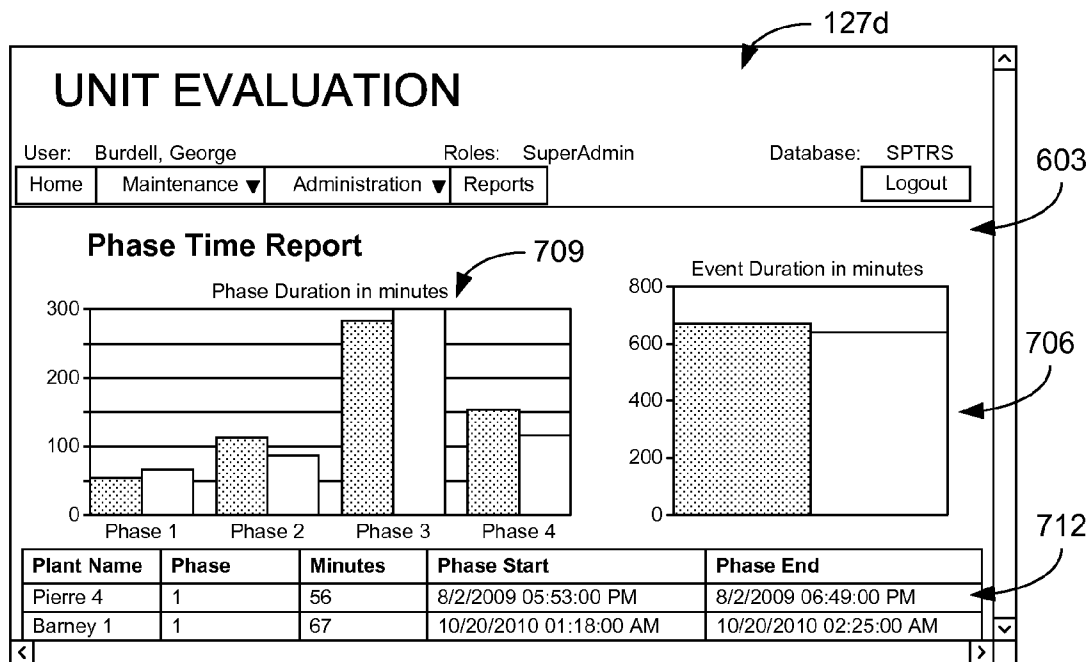 127d
UNIT EVALUATION
User: Burdell, George Roles: SuperAdmin Database: SPTRS
603
Home Maintenance ▼ Administration ▼ Reports Logout
Phase Time Report
709
Phase Duration in minutes
Event Duration in minutes
300
200
100
0
Phase 1 Phase 2 Phase 3 Phase 4
800
600
400
200
0
706
712
Plant Name Phase Minutes Phase Start Phase End
Pierre 4 1 56 8/2/2009 05:53:00 PM 8/2/2009 06:49:00 PM
Barney 1 1 67 10/20/2010 01:18:00 AM 10/20/2010 02:25:00 AM